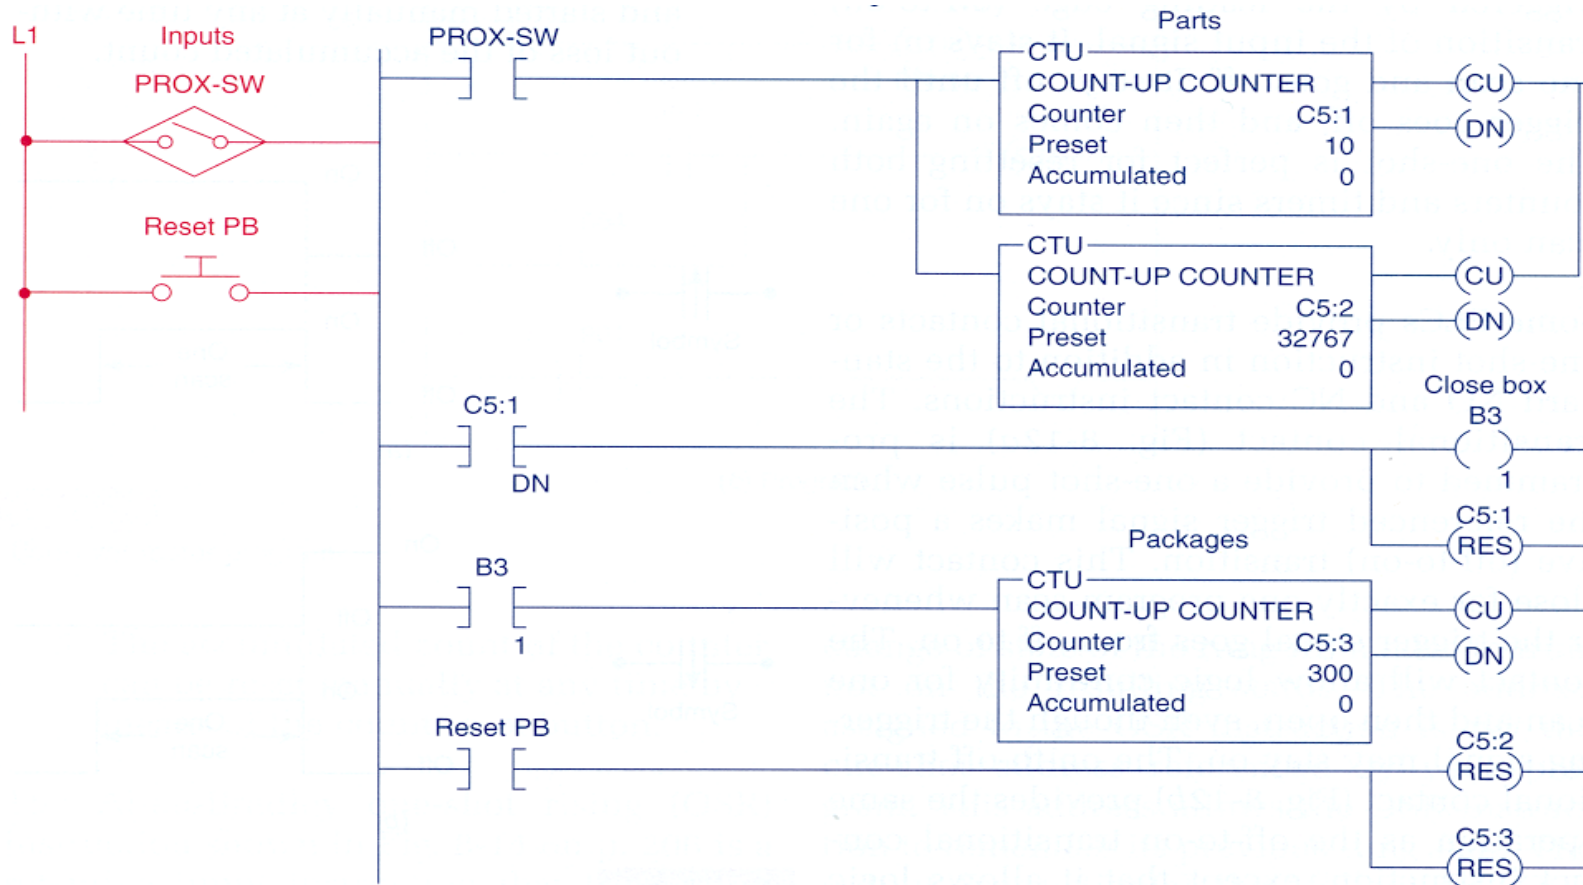 L1
Inputs
PROX-SW
Reset PB
PROX-SW
Parts
CTU
COUNT-UP COUNTER
Counter C5:1
Preset 10
Accumulated 0
CU
DN
CTU
COUNT-UP COUNTER
Counter C5:2
Preset 32767
Accumulated 0
CU
DN
C5:1
DN
Close box
B3
1
C5:1
RES
B3
1
Packages
CTU
COUNT-UP COUNTER
Counter C5:3
Preset 300
Accumulated 0
CU
DN
Reset PB
C5:2
RES
C5:3
RES